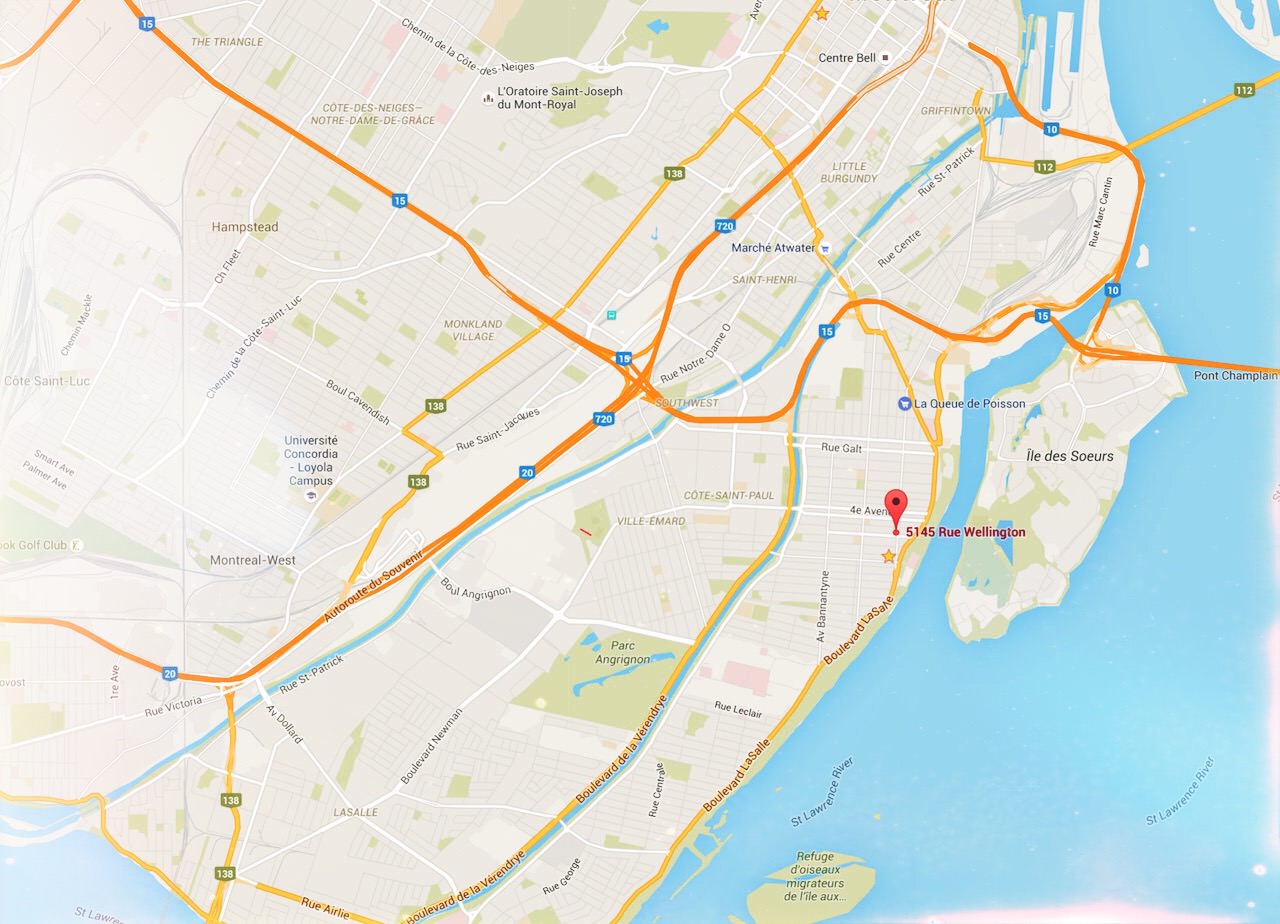 15
THE TRIANGLE
Chemin de la Côte-des-Neiges
Centre Bell
L'Oratoire Saint-Joseph
du Mont-Royal
112
CÔTE-DES-NEIGES—
NOTRE-DAME-DE-GRÂCE
GRIFFINTOWN
10
112
138
LITTLE
BURGUNDY
Rue St-Patrick
15
Hampstead
720
Rue Marc Cantin
Marché Atwater
Rue Centre
Ch Fleet
SAINT-HENRI
10
Chemin Mackle
Chemin de la Côte-Saint-Luc
MONKLAND
VILLAGE
15
15
15
Rue Notre-Dame O
Côte Saint-Luc
Pont Champlain
Boul Cavendish
138
SOUTHWEST
La Queue de Poisson
720
Rue Saint-Jacques
Université
Concordia
- Loyola
Campus
Rue Galt
Île des Soeurs
Smart Ave
Palmer Ave
20
138
CÔTE-SAINT-PAUL
4e Aven
VILLE-ÉMARD
5145 Rue Wellington
ook Golf Club
Montreal-West
Autoroute du Souvenir
Boul Angrignon
Av Bannantyne
Boulevard LaSalle
Parc
Angrignon
20
Rue St-Patrick
1re Ave
ovost
Rue Victoria
Av Dollard
Rue Leclair
Boulevard Newman
Boulevard de la Vérendrye
Boulevard LaSalle
Rue Centrale
St Lawrence River
St Lawrence River
138
LASALLE
138
Boulevard de la Vérendrye
Rue George
Refuge
d'oiseaux
migrateurs
de l'île aux...
Rue Airlie
St Lawren